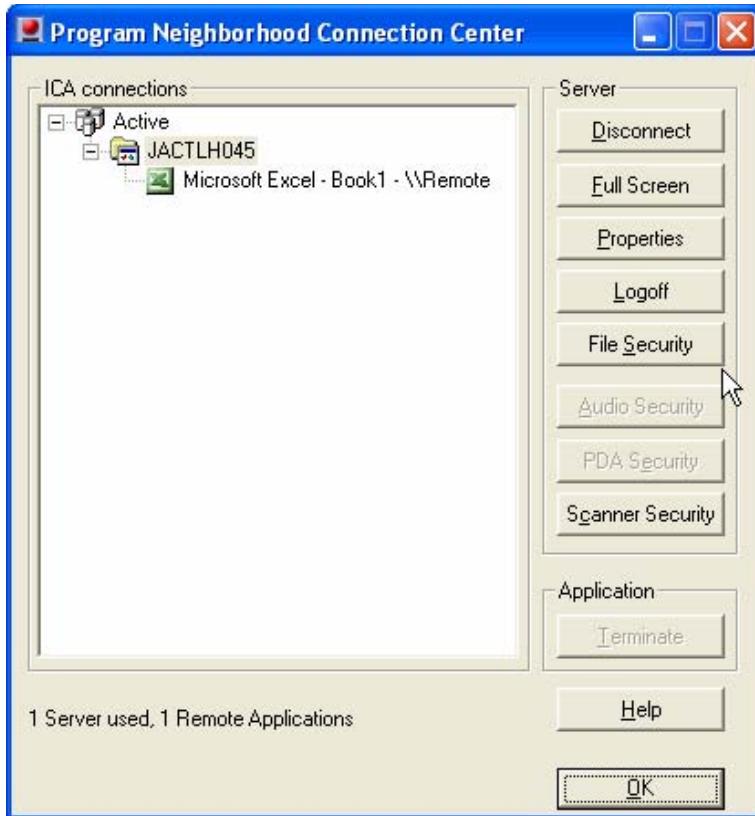 Program Neighborhood Connection Center
ICA connections
Active
JACTLH045
Microsoft Excel - Book1 - \\Remote
1 Server used, 1 Remote Applications
Server
Disconnect
Full Screen
Properties
Logoff
File Security
Audio Security
PDA Security
Scanner Security
Application
Terminate
Help
OK